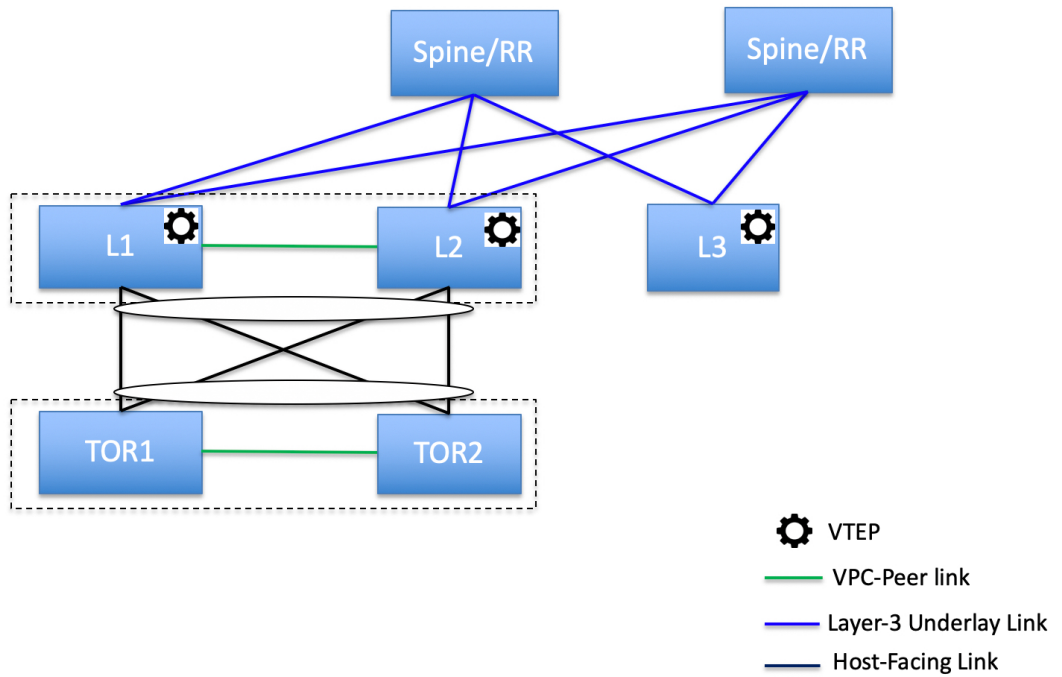 Spine/RR
Spine/RR
L1
L2
L3
TOR1
TOR2
VTEP
VPC-Peer link
Layer-3 Underlay Link
Host-Facing Link